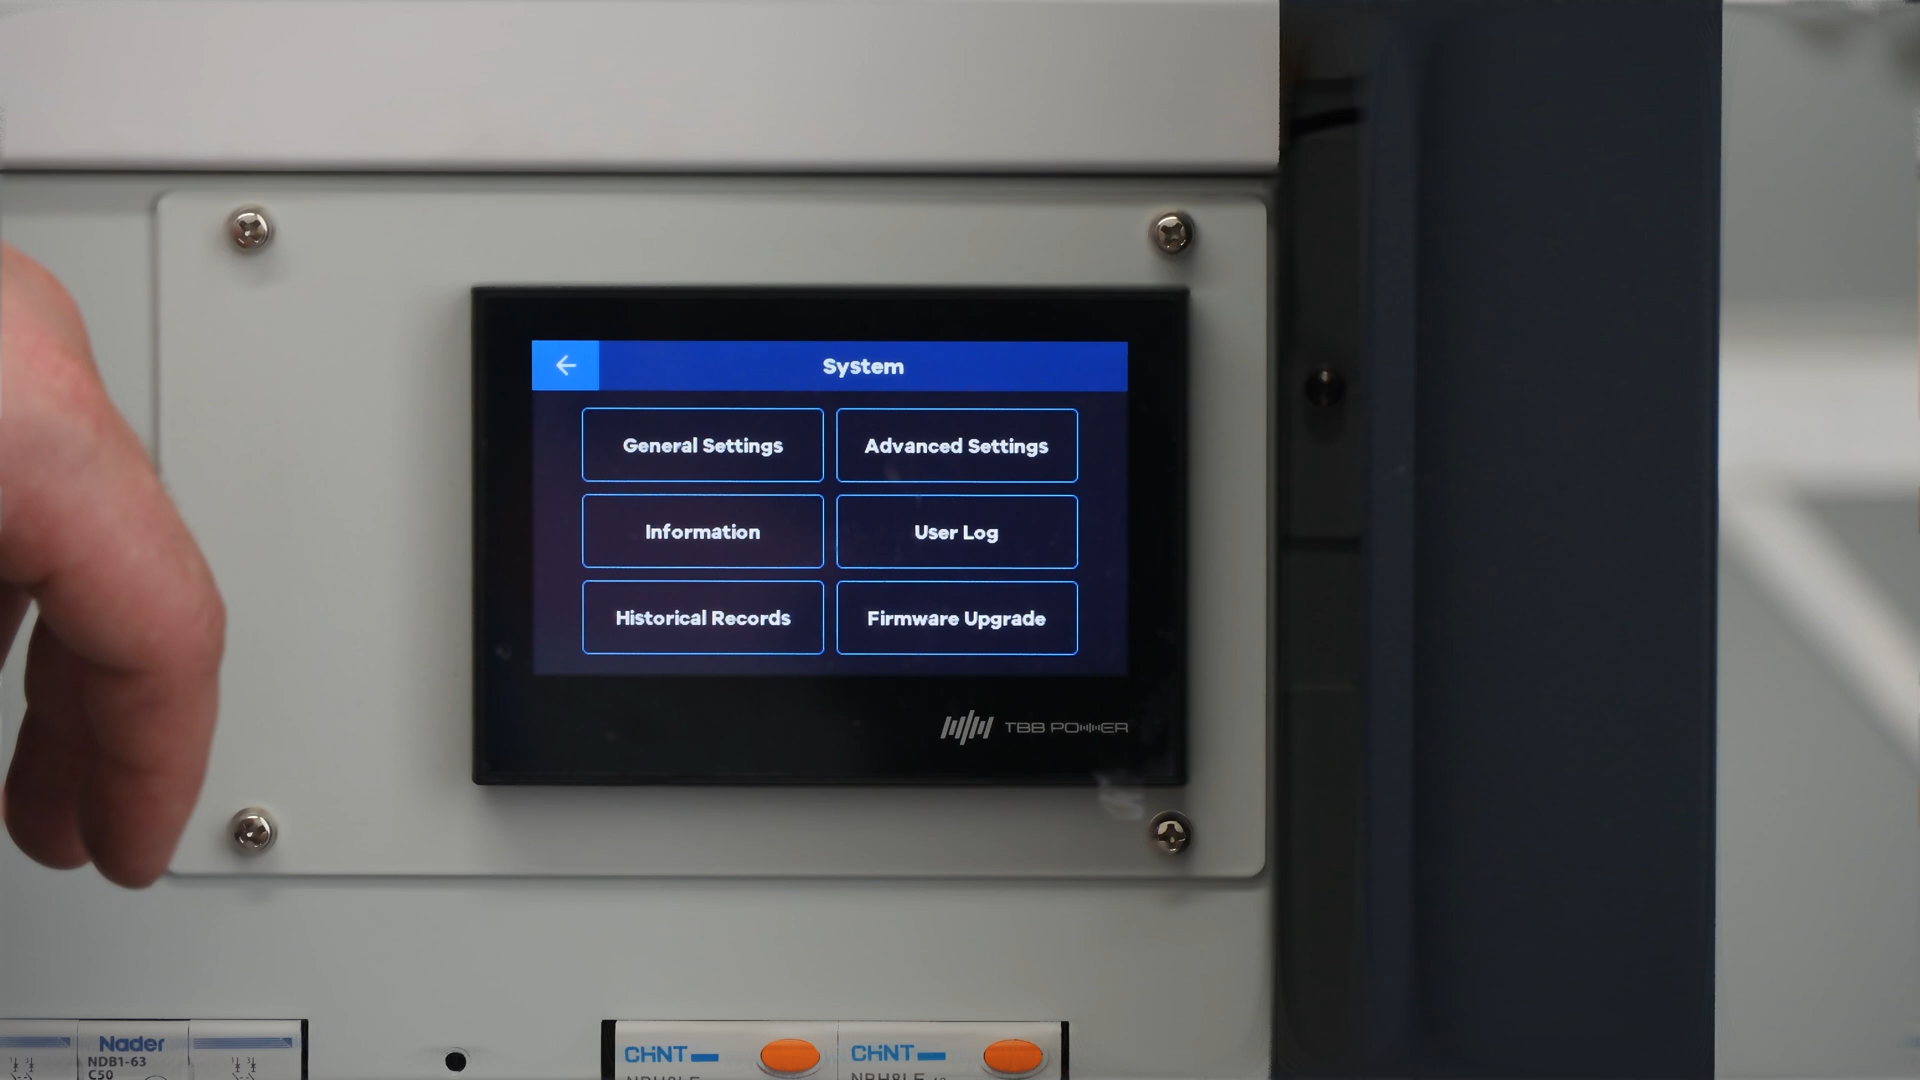 System
General Settings
Advanced Settings
Information
User Log
Historical Records
Firmware Upgrade
TBB POWER
Nader
NDB1-63
C50
CHNT
CHNT